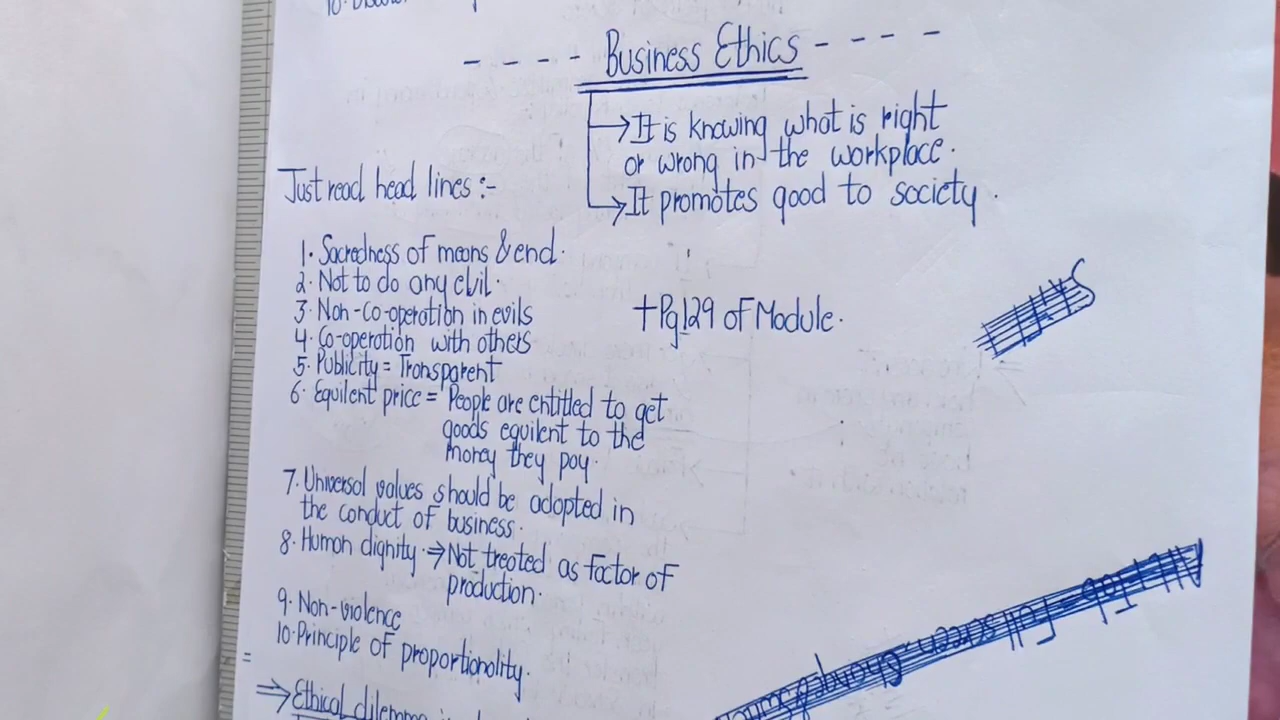 10.
- - - - Business Ethics - - - -
It is knowing what is right
or wrong in the workplace.
Just read head lines :-
It promotes good to society.
1. Sacredness of means & end.
2. Not to do any evil.
3. Non-Co-operation in evils
+ Pg 129 of Module.
4. Co-operation with others
5. Publicity = Transparent
6. Equilent price = People are entitled to get
goods equilent to the
money they pay.
7. Universal values should be adopted in
the conduct of business.
8. Human dignity. ⇒ Not treated as factor of
production.
9. Non-violence
10. Principle of proportionality.
=
⇒ Ethical dilemma